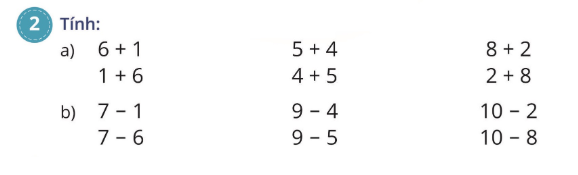 2 Tính:
a) 6 + 1 5 + 4 8 + 2
1 + 6 4 + 5 2 + 8
b) 7 – 1 9 – 4 10 – 2
7 – 6 9 – 5 10 – 8